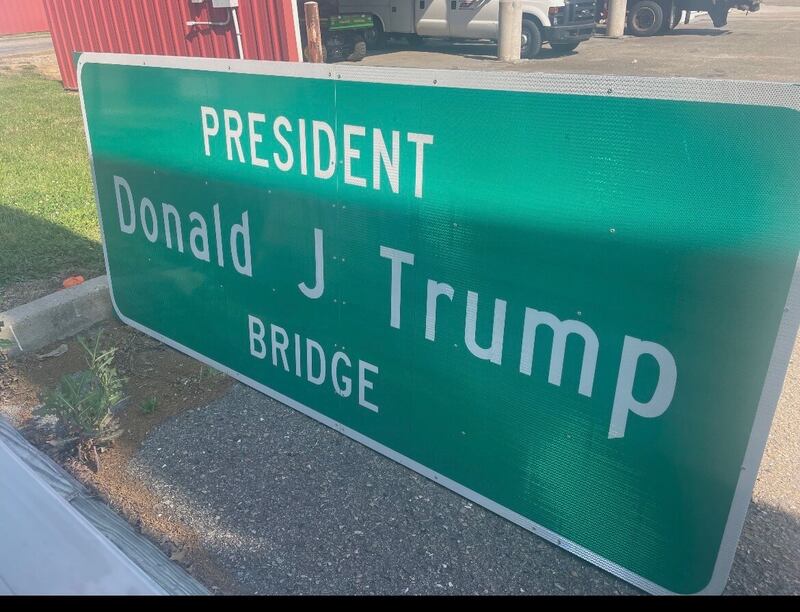 PRESIDENT
Donald J Trump
BRIDGE